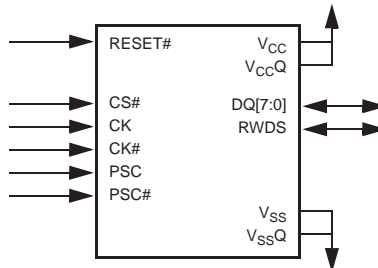 RESET#
CS#
CK
CK#
PSC
PSC#
VCC
VCCQ
DQ[7:0]
RWDS
VSS
VSSQ